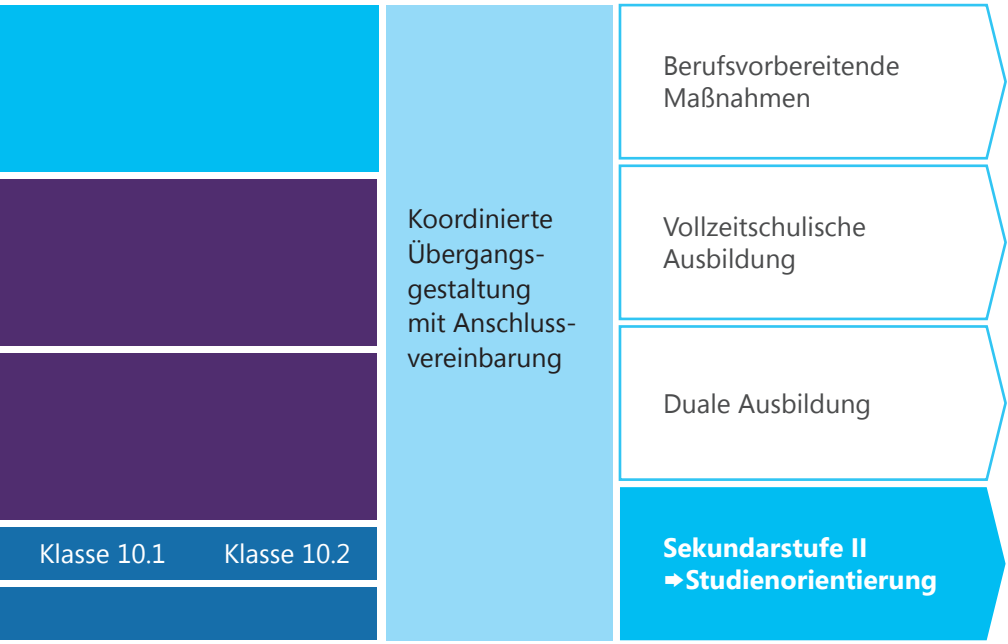 Klasse 10.1
Klasse 10.2
Koordinierte
Übergangs-
gestaltung
mit Anschluss-
vereinbarung
Berufsvorbereitende
Maßnahmen
Vollzeitschulische
Ausbildung
Duale Ausbildung
Sekundarstufe II
➨Studienorientierung